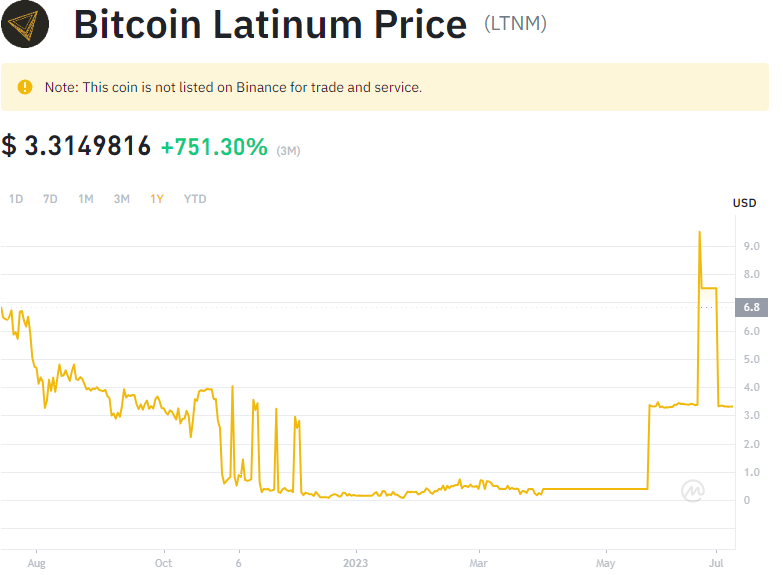 Bitcoin Latinum Price (LTNM)
Note: This coin is not listed on Binance for trade and service.
$ 3.3149816 +751.30% (3M)
1D 7D 1M 3M 1Y YTD
USD
9.0
8.0
6.8
6.0
5.0
4.0
3.0
2.0
1.0
0
Aug Oct 6 2023 Mar May Jul